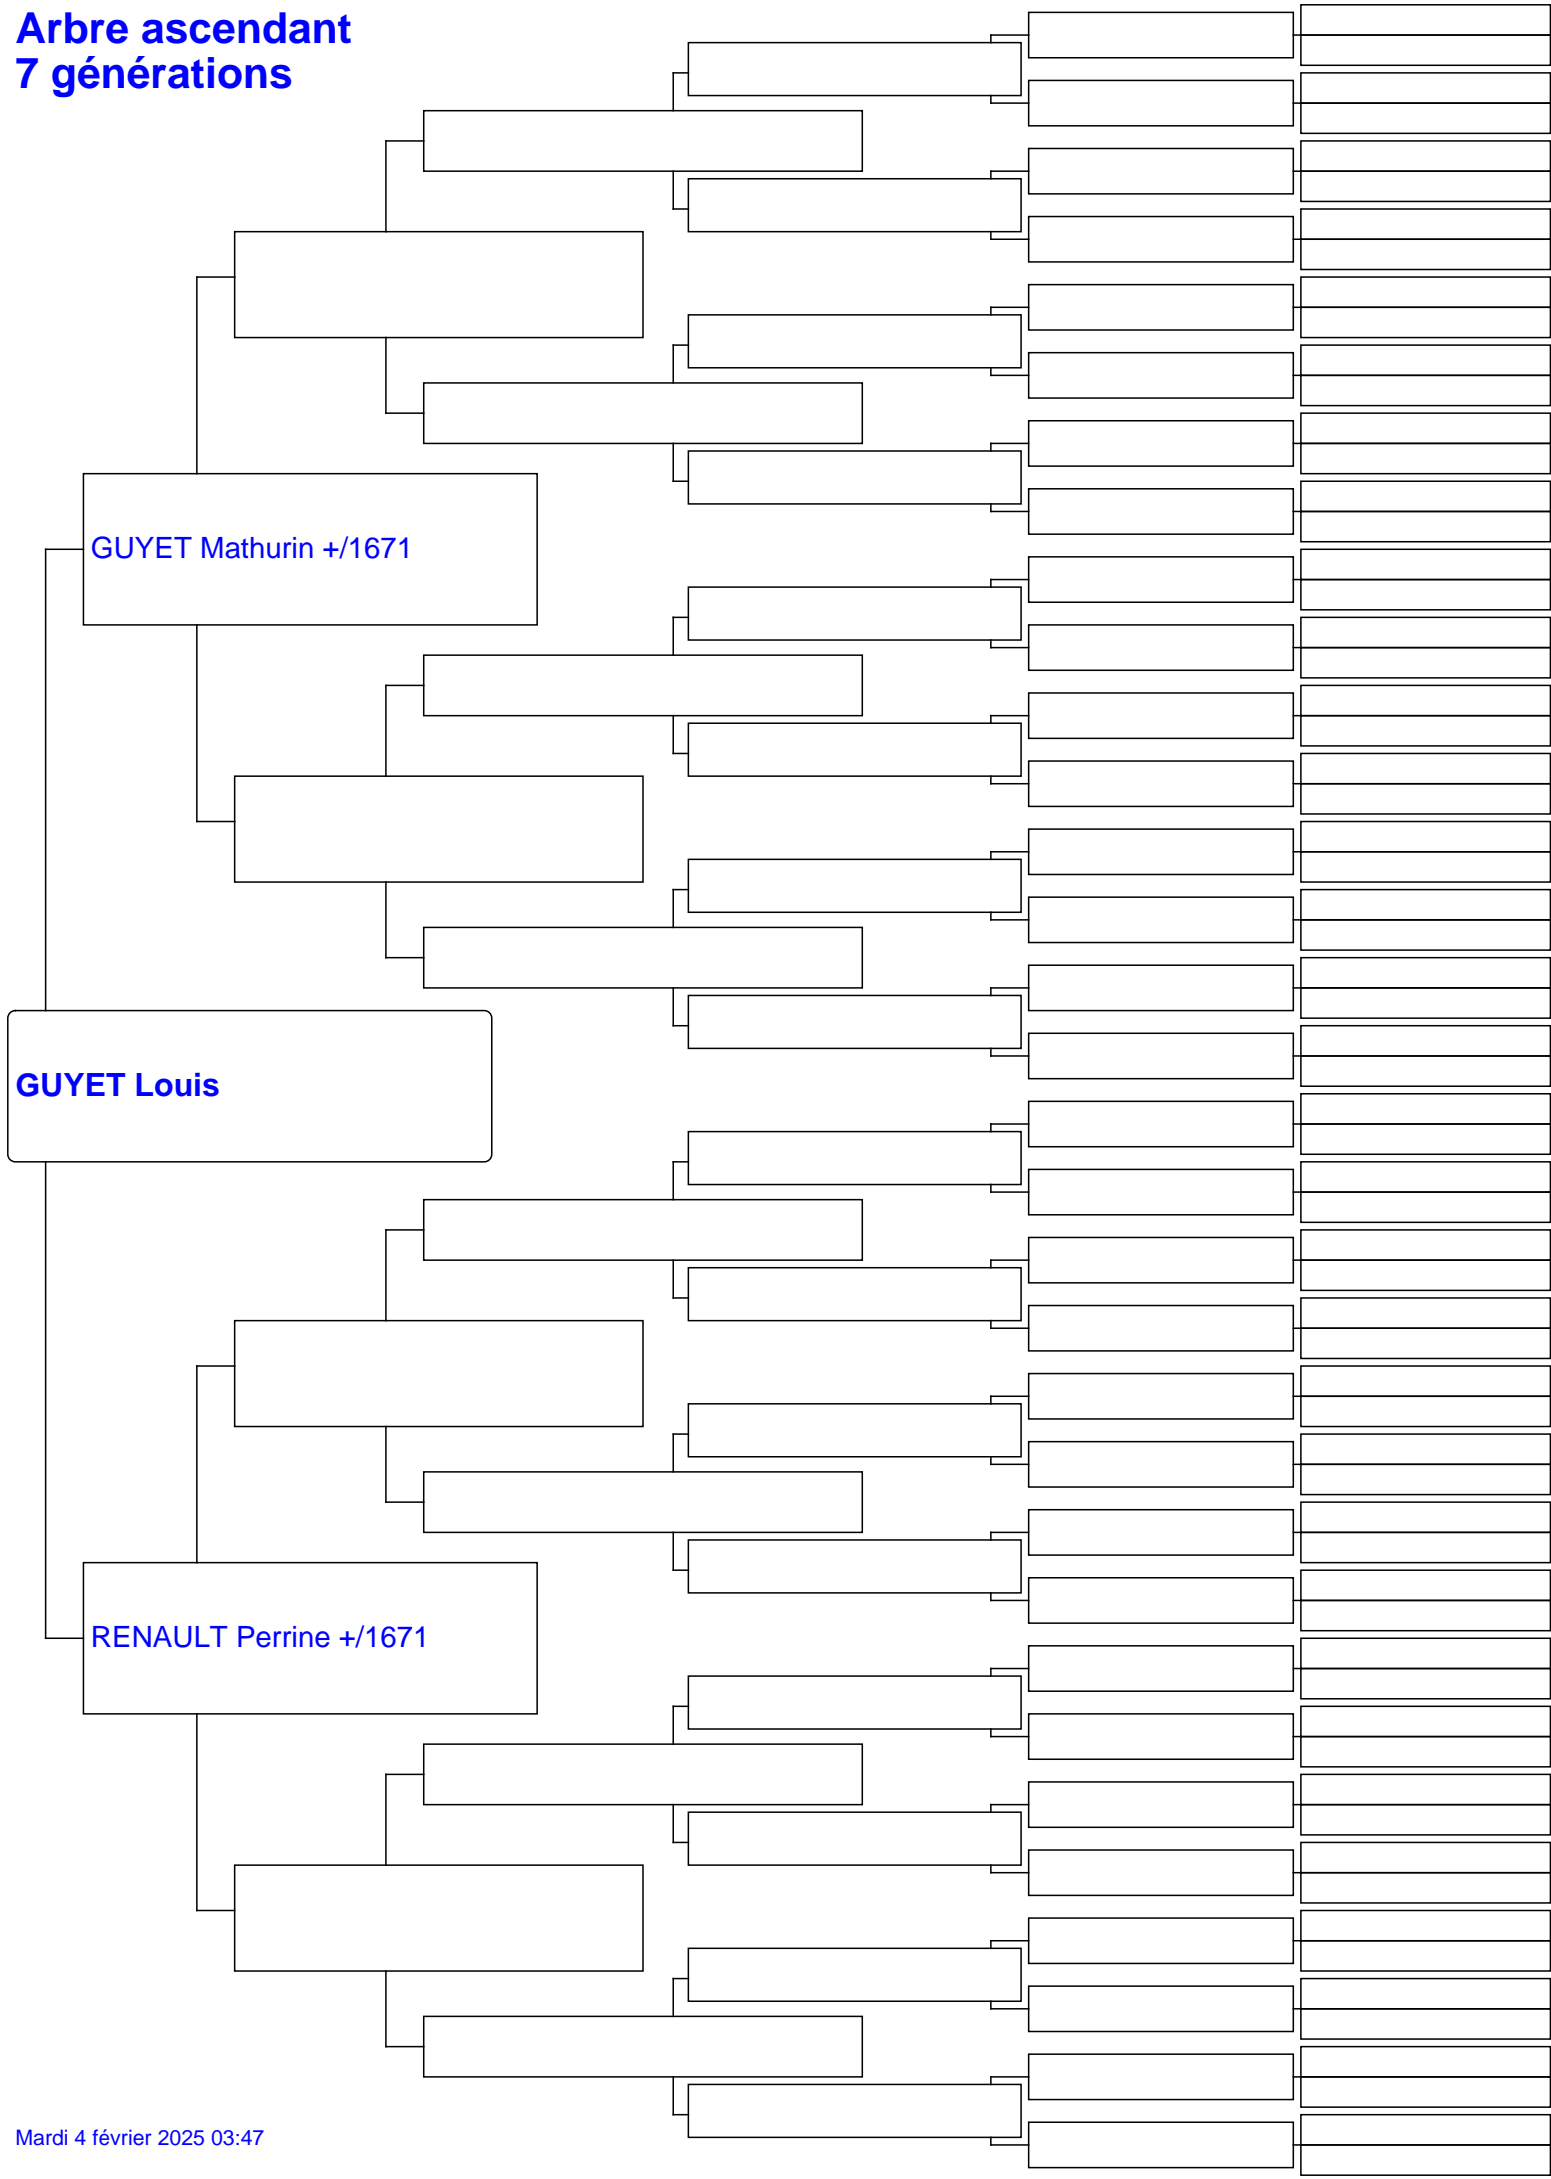 Arbre ascendant
7 générations
GUYET Mathurin +/1671
GUYET Louis
RENAULT Perrine +/1671
Mardi 4 février 2025 03:47